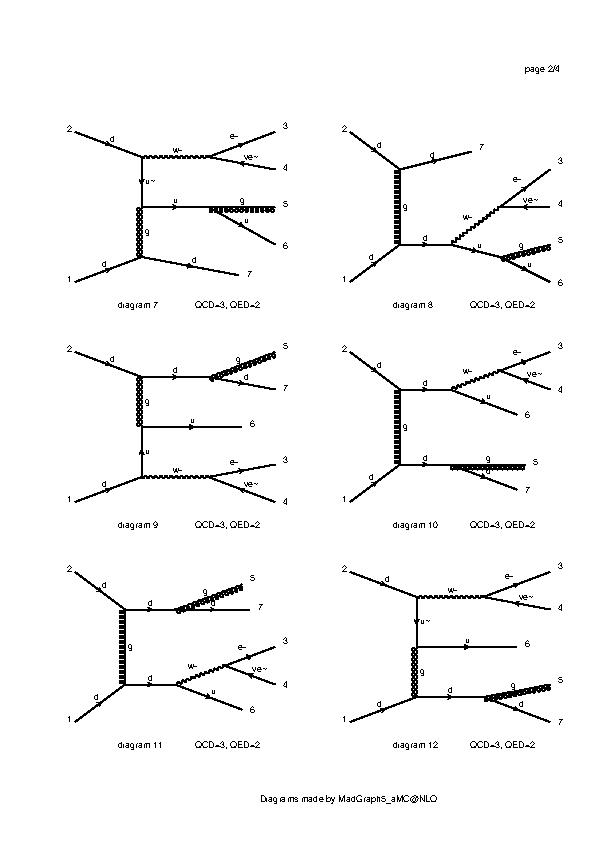 page 2/4
2
d
w-
e-
3
ve~
4
u~
u
g
5
u
6
g
1
d
d
7
diagram 7 QCD=3, QED=2
2
d
d
7
3
e-
ve~
4
w-
g
d
u
g
5
u
6
1
d
diagram 8 QCD=3, QED=2
2
d
d
g
5
d
7
g
u
6
u
e-
3
w-
ve~
4
1
d
diagram 9 QCD=3, QED=2
2
d
d
w-
e-
3
ve~
4
u
6
g
d
g
5
d
7
1
d
diagram 10 QCD=3, QED=2
2
d
d
g
5
d
7
g
e-
3
w-
ve~
4
d
u
6
1
d
diagram 11 QCD=3, QED=2
2
d
w-
e-
3
ve~
4
u~
u
6
g
d
g
5
d
7
1
d
diagram 12 QCD=3, QED=2
Diagrams made by MadGraph5_aMC@NLO